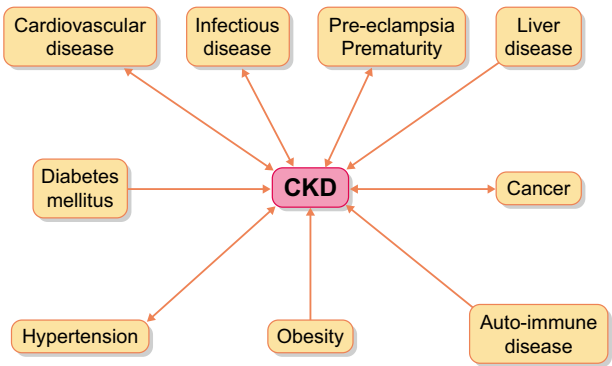 Cardiovascular
disease
Infectious
disease
Pre-eclampsia
Prematurity
Liver
disease
Diabetes
mellitus
CKD
Cancer
Hypertension
Obesity
Auto-immune
disease